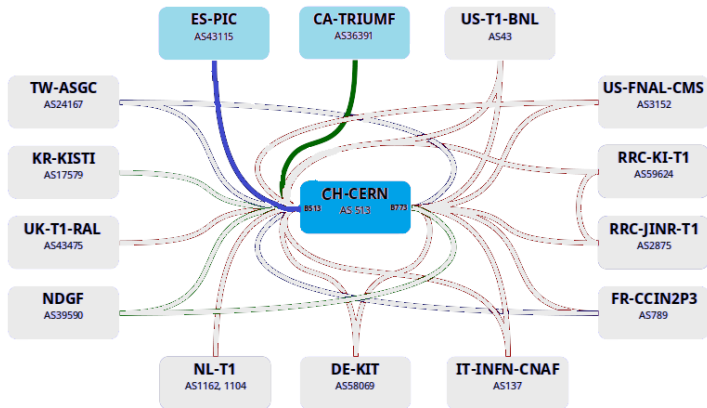 ES-PIC
AS43115
CA-TRIUMF
AS36391
US-T1-BNL
AS43
TW-ASGC
AS24167
US-FNAL-CMS
AS3152
KR-KISTI
AS17579
RRC-KI-T1
AS59624
CH-CERN
B513
AS 513
B773
UK-T1-RAL
AS43475
RRC-JINR-T1
AS2875
NDGF
AS39590
FR-CCIN2P3
AS789
NL-T1
AS1162, 1104
DE-KIT
AS58069
IT-INFN-CNAF
AS137